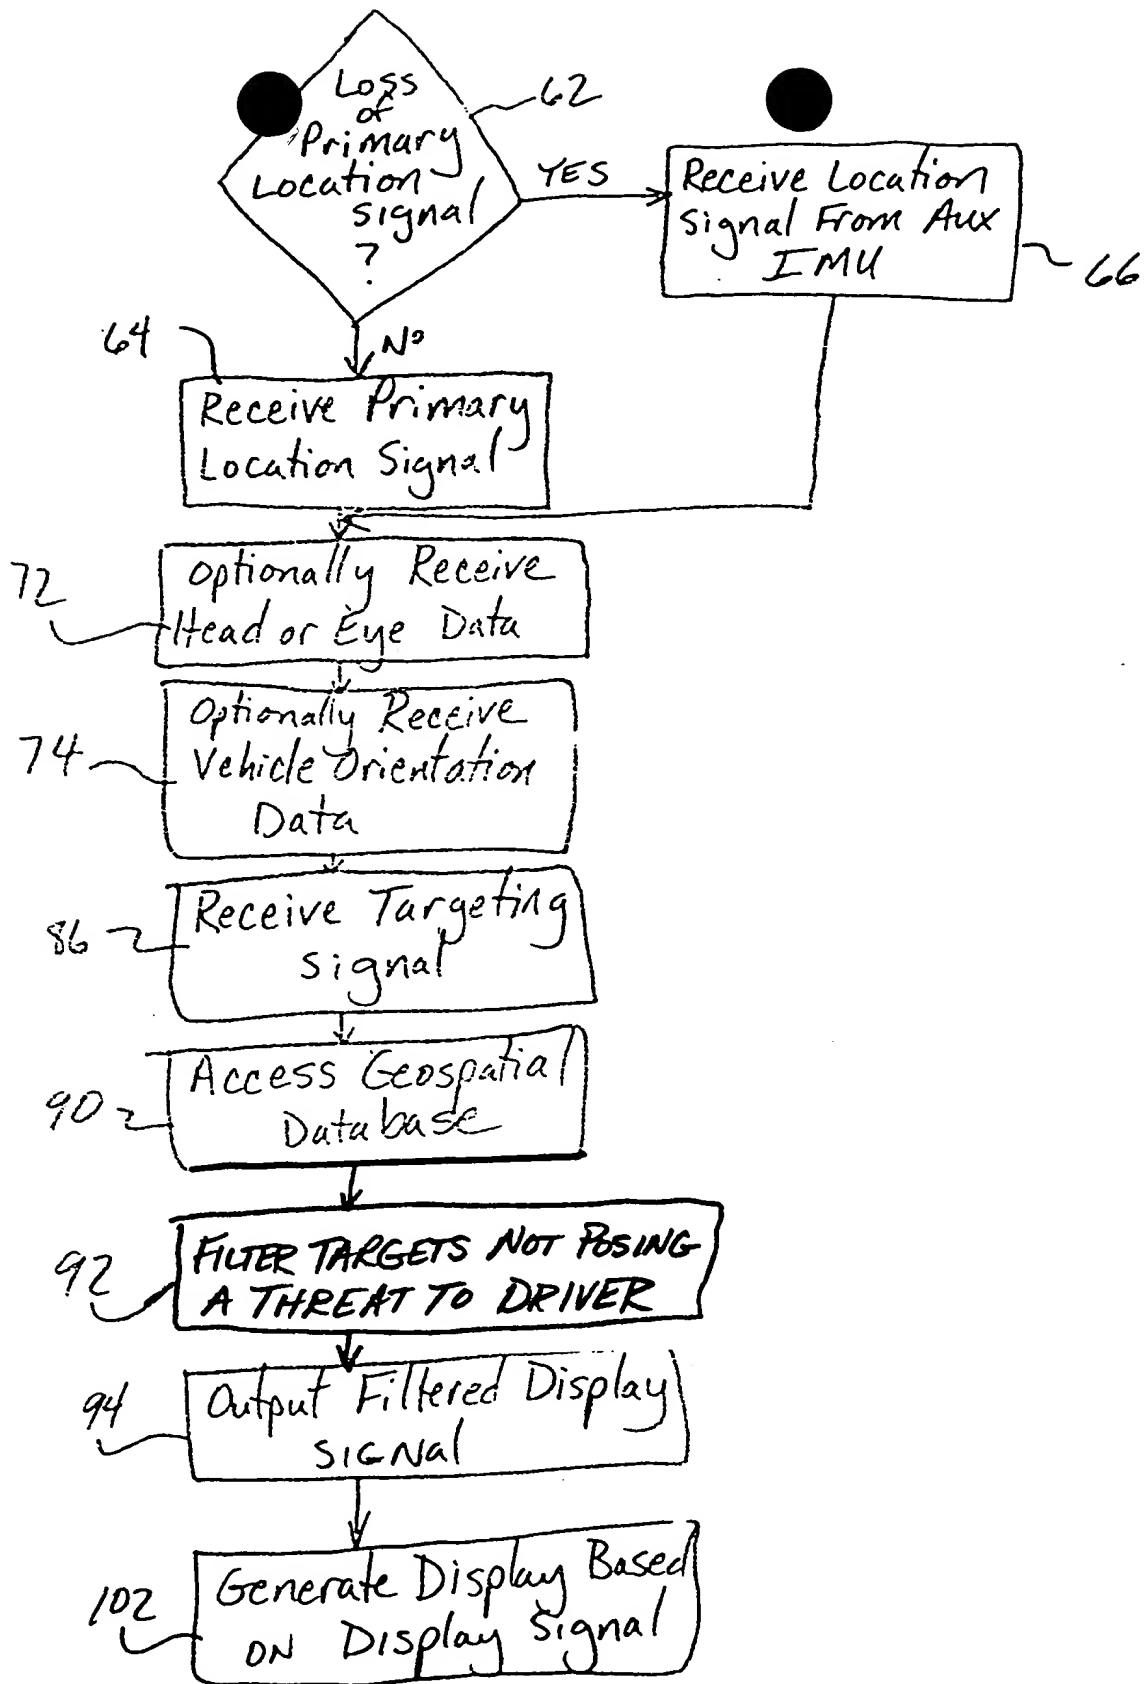 Loss
of
Primary
Location
signal
?
62
YES
Receive Location
signal From Aux
IMU
66
64
No
Receive Primary
Location Signal
72
Optionally Receive
Head or Eye Data
74
Optionally Receive
Vehicle Orientation
Data
86
Receive Targeting
signal
90
Access Geospatial
Database
92
FILTER TARGETS NOT POSING
A THREAT TO DRIVER
94
Output Filtered Display
SIGNAL
102
Generate Display Based
ON Display Signal